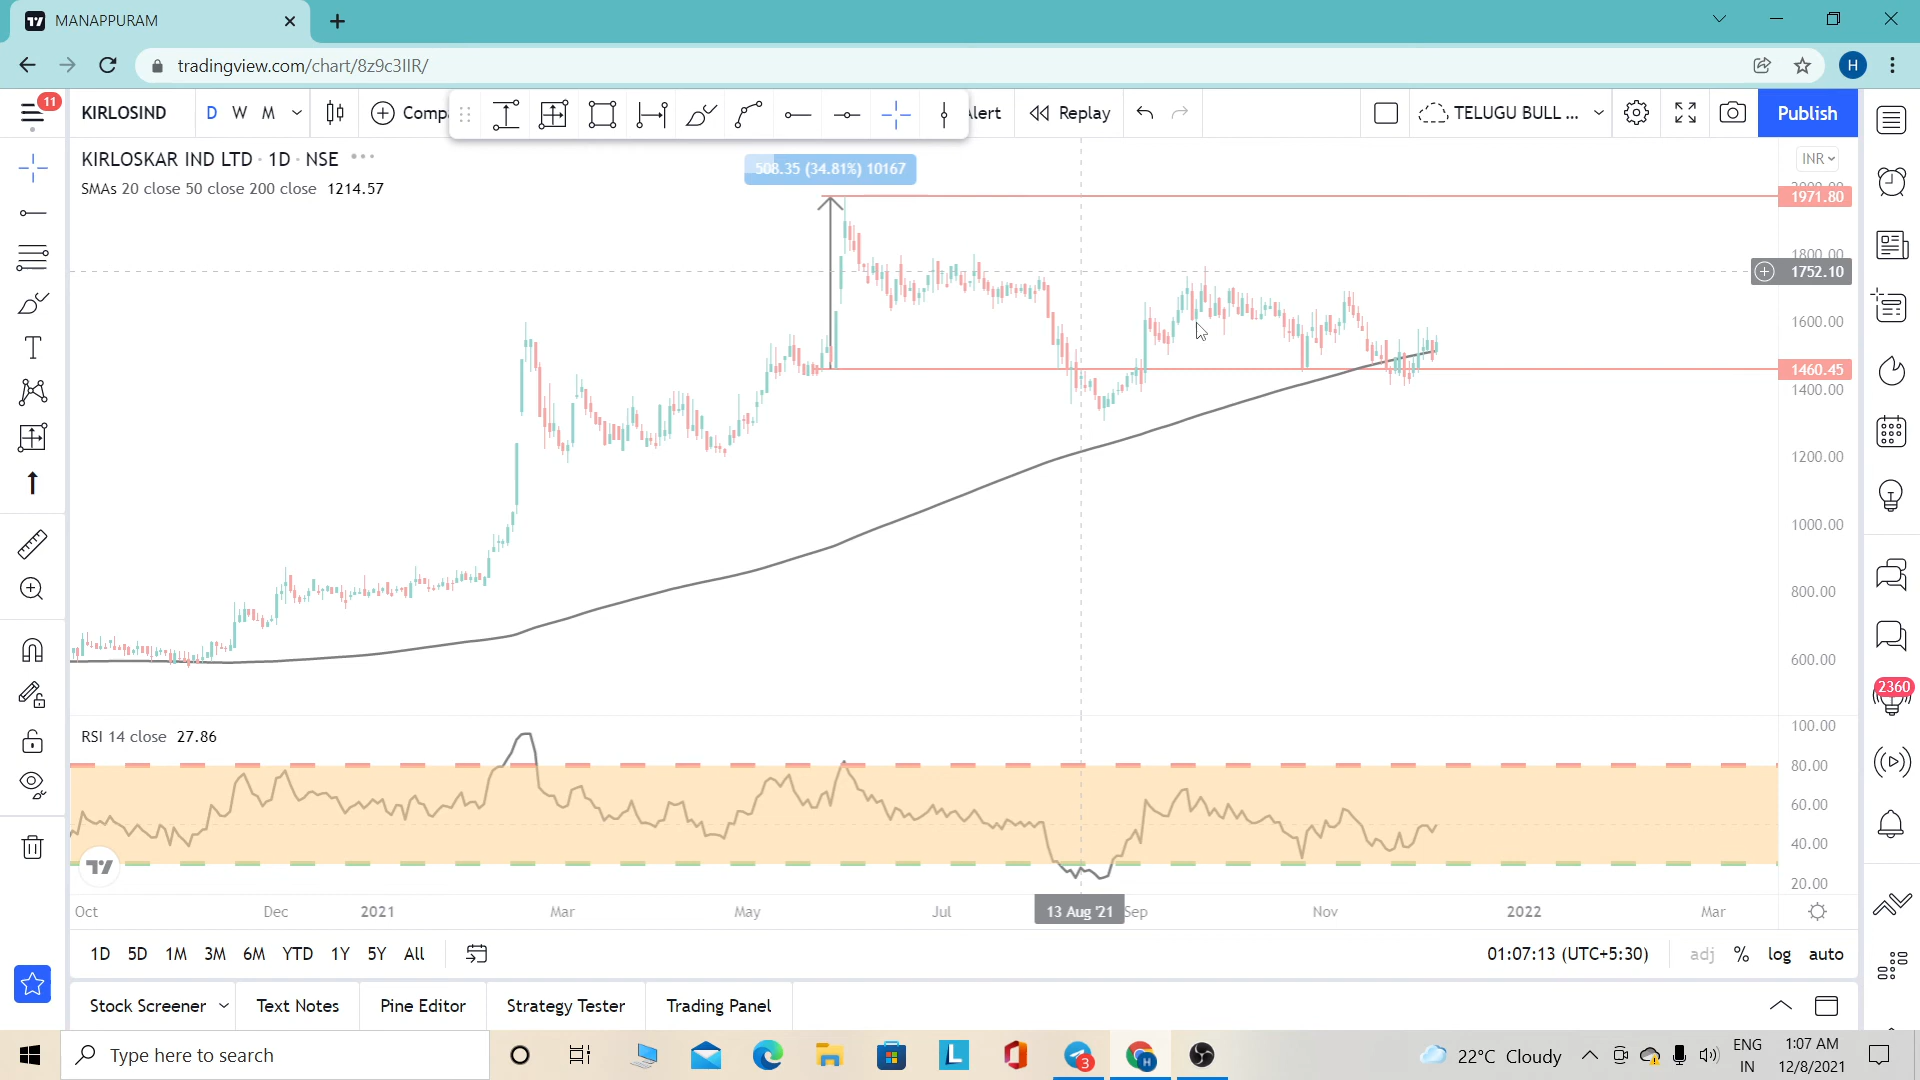 MANAPPURAM
tradingview.com/chart/8z9c3IIR/
H
11
KIRLOSIND
D W M
Comp
Alert
Replay
TELUGU BULL ...
Publish
KIRLOSKAR IND LTD · 1D · NSE
SMAs 20 close 50 close 200 close 1214.57
508.35 (34.81%) 10167
INR
1971.80
1800.00
1752.10
1600.00
1460.45
1400.00
1200.00
1000.00
800.00
600.00
2360
RSI 14 close 27.86
100.00
80.00
60.00
40.00
20.00
Oct Dec 2021 Mar May Jul 13 Aug '21 Sep Nov 2022 Mar
1D 5D 1M 3M 6M YTD 1Y 5Y All
01:07:13 (UTC+5:30) adj % log auto
Stock Screener Text Notes Pine Editor Strategy Tester Trading Panel
Type here to search
L
3
H
22°C Cloudy
ENG
IN
1:07 AM
12/8/2021